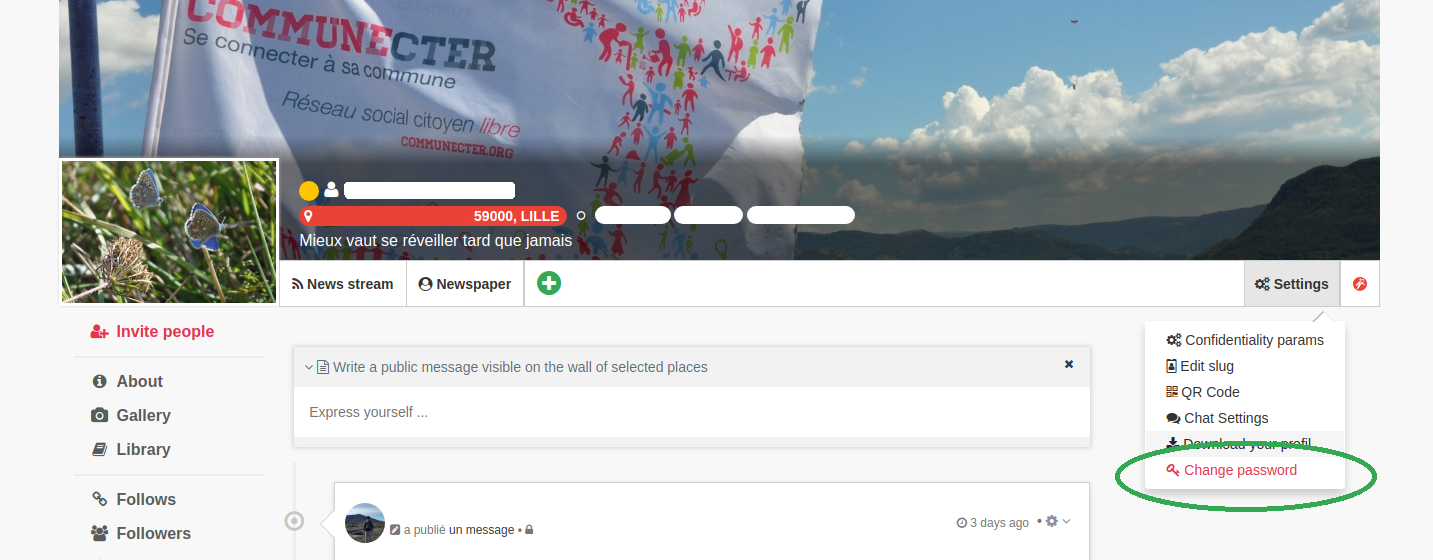 COMMUNECTER
Se connecter à sa commune
Réseau social citoyen libre
COMMUNECTER.ORG
59000, LILLE
Mieux vaut se réveiller tard que jamais
News stream
Newspaper
Settings
Invite people
About
Gallery
Library
Follows
Followers
Write a public message visible on the wall of selected places
Express yourself ...
a publié un message •
3 days ago •
Confidentiality params
Edit slug
QR Code
Chat Settings
Download your profil
Change password